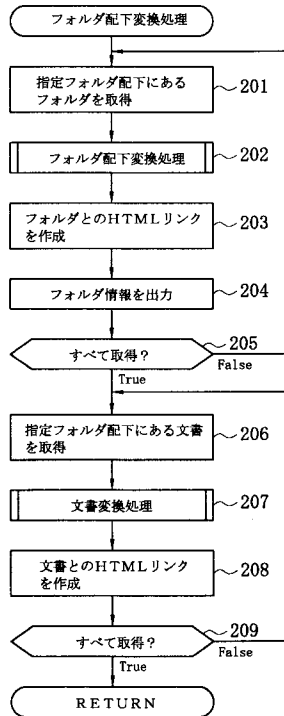 フォルダ配下変換処理
指定フォルダ配下にある
フォルダを取得
201
フォルダ配下変換処理
202
フォルダとのHTMLリンク
を作成
203
フォルダ情報を出力
204
すべて取得?
205
False
True
指定フォルダ配下にある文書
を取得
206
文書変換処理
207
文書とのHTMLリンク
を作成
208
すべて取得?
209
False
True
RETURN